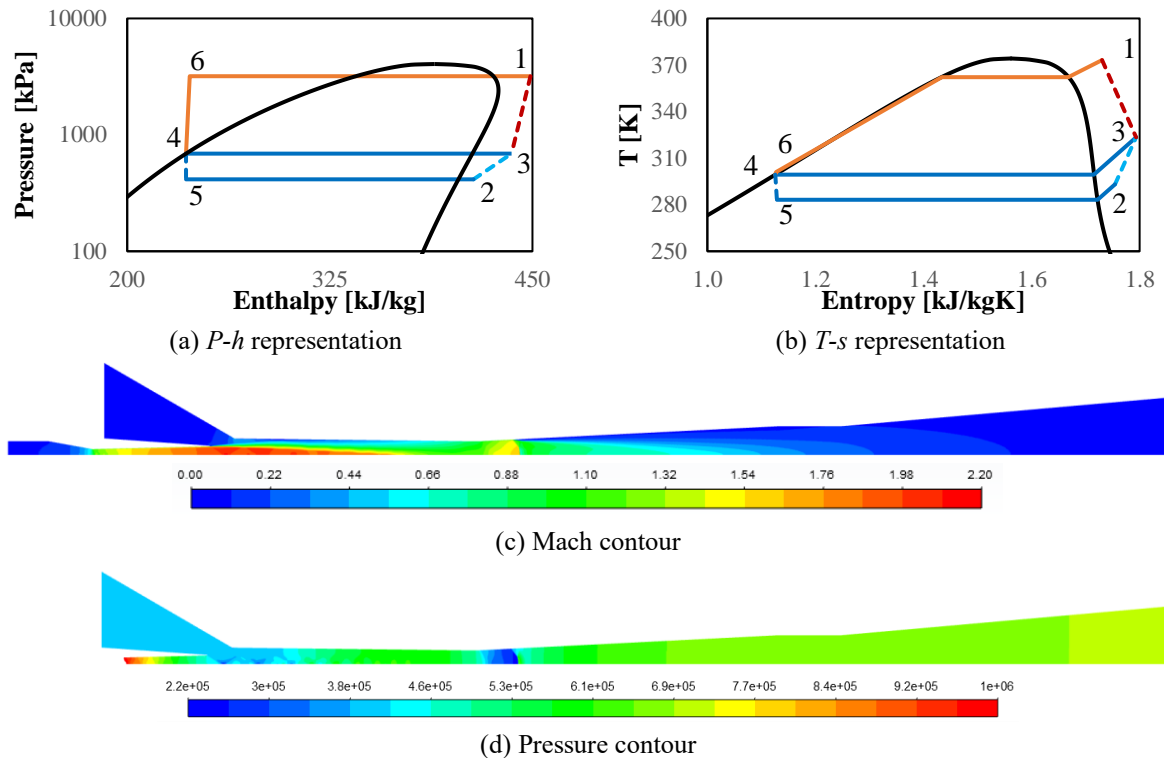 Pressure [kPa]
10000
1000
100
6
1
4
3
5
2
200
325
450
Enthalpy [kJ/kg]
(a) P-h representation
T [K]
400
370
340
310
280
250
1
3
6
4
2
5
1.0
1.2
1.4
1.6
1.8
Entropy [kJ/kgK]
(b) T-s representation
0.00 0.22 0.44 0.66 0.88 1.10 1.32 1.54 1.76 1.98 2.20
(c) Mach contour
2.2e+05 3e+05 3.8e+05 4.6e+05 5.3e+05 6.1e+05 6.9e+05 7.7e+05 8.4e+05 9.2e+05 1e+06
(d) Pressure contour